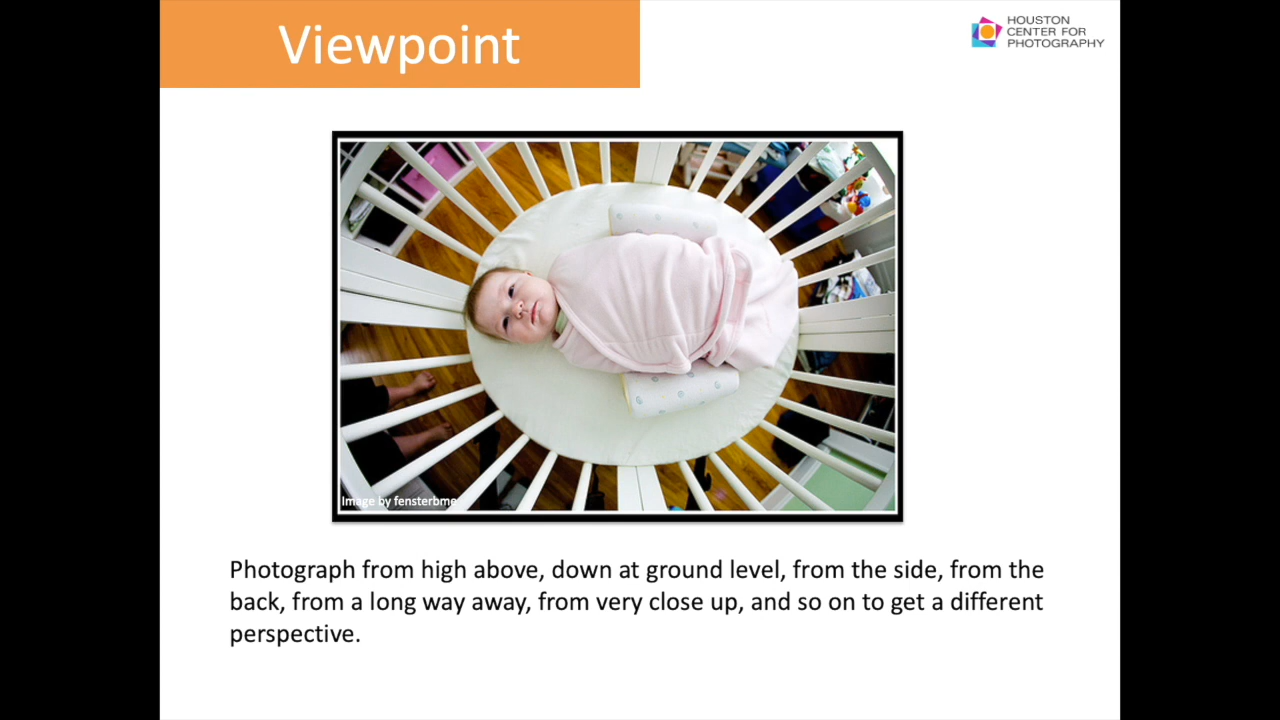 Viewpoint
HOUSTON
CENTER FOR
PHOTOGRAPHY
Image by fensterbme
Photograph from high above, down at ground level, from the side, from the
back, from a long way away, from very close up, and so on to get a different
perspective.